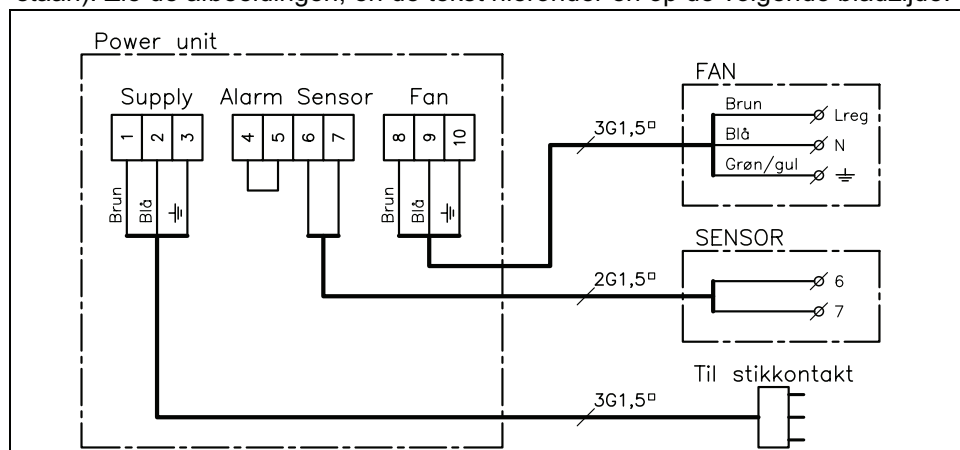 staan). Zie de afbeeldingen, en de tekst hieronder en op de volgende bladzijde.
Power unit
Supply Alarm Sensor Fan
1 2 3 4 5 6 7 8 9 10
Brun Blå Brun Blå
3G1,5
FAN
Brun Lreg
Blå N
Grøn/gul
2G1,5
SENSOR
6
7
3G1,5
Til stikkontakt